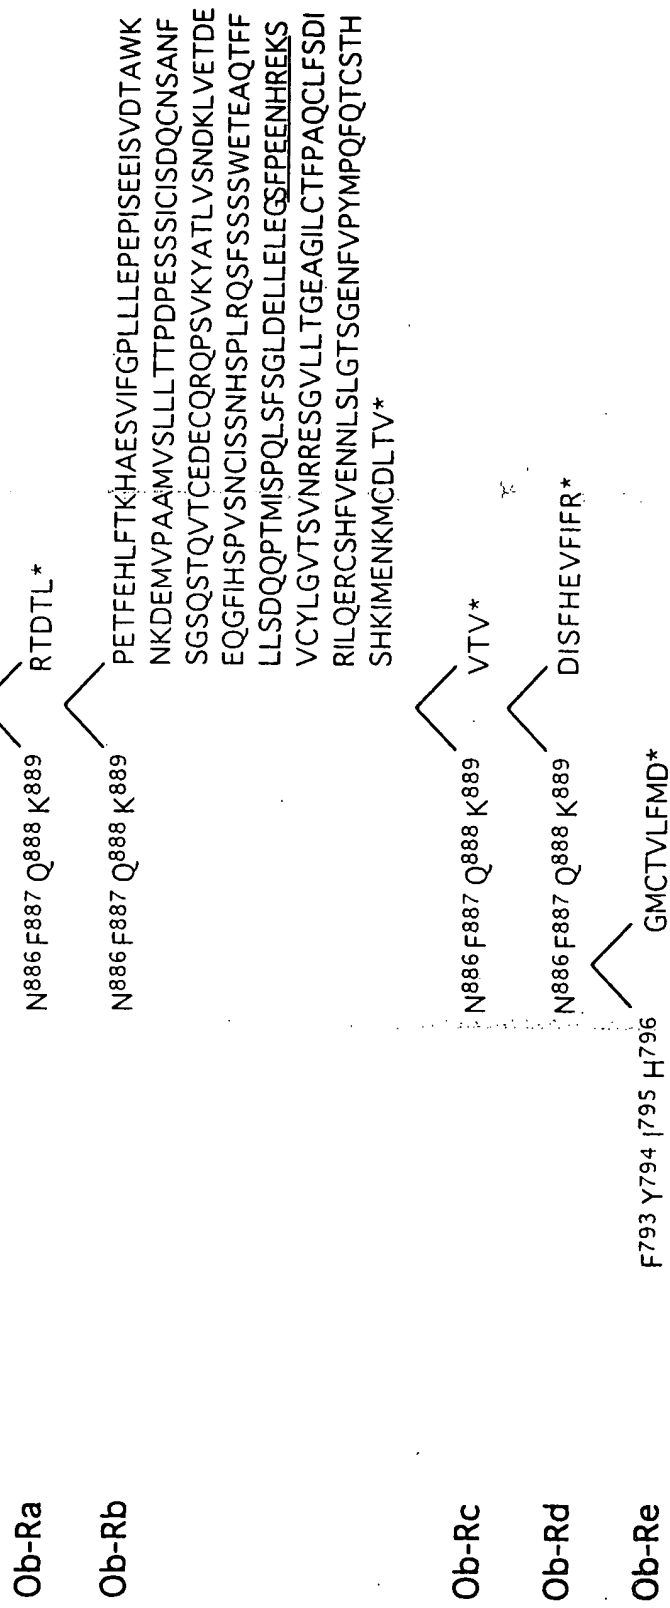 Ob-Ra N886 F887 Q888 K889 RTDTL*
Ob-Rb N886 F887 Q888 K889 PETFEHLFTKHAESVIFGPLLLEPEPISEEISVDTAWK
NKDEMVPAAMVSLLLTTPDPESSSICISDQCNSANF
SGSQSTQVTCEDECQRQPSVKYATLVSNDKLVETDE
EQGFIHSPVSNCISSNHSPLRQSFSSSSWETEAQTFF
LLSDQQPTMISPQLSFSGLDELLELEGSFPEENHREKS
VCYLGVTSVNRRESGVLLTGEAGILCTFPAQCLFSDI
RILQERCSHFVENNLSLGTSGENFVPYMPQFQTCSTH
SHKIMENKMCDLTV*
Ob-Rc N886 F887 Q888 K889 VTV*
Ob-Rd N886 F887 Q888 K889 DISFHEVFIFR*
Ob-Re F793 Y794 I795 H796 GMCTVLFMD*